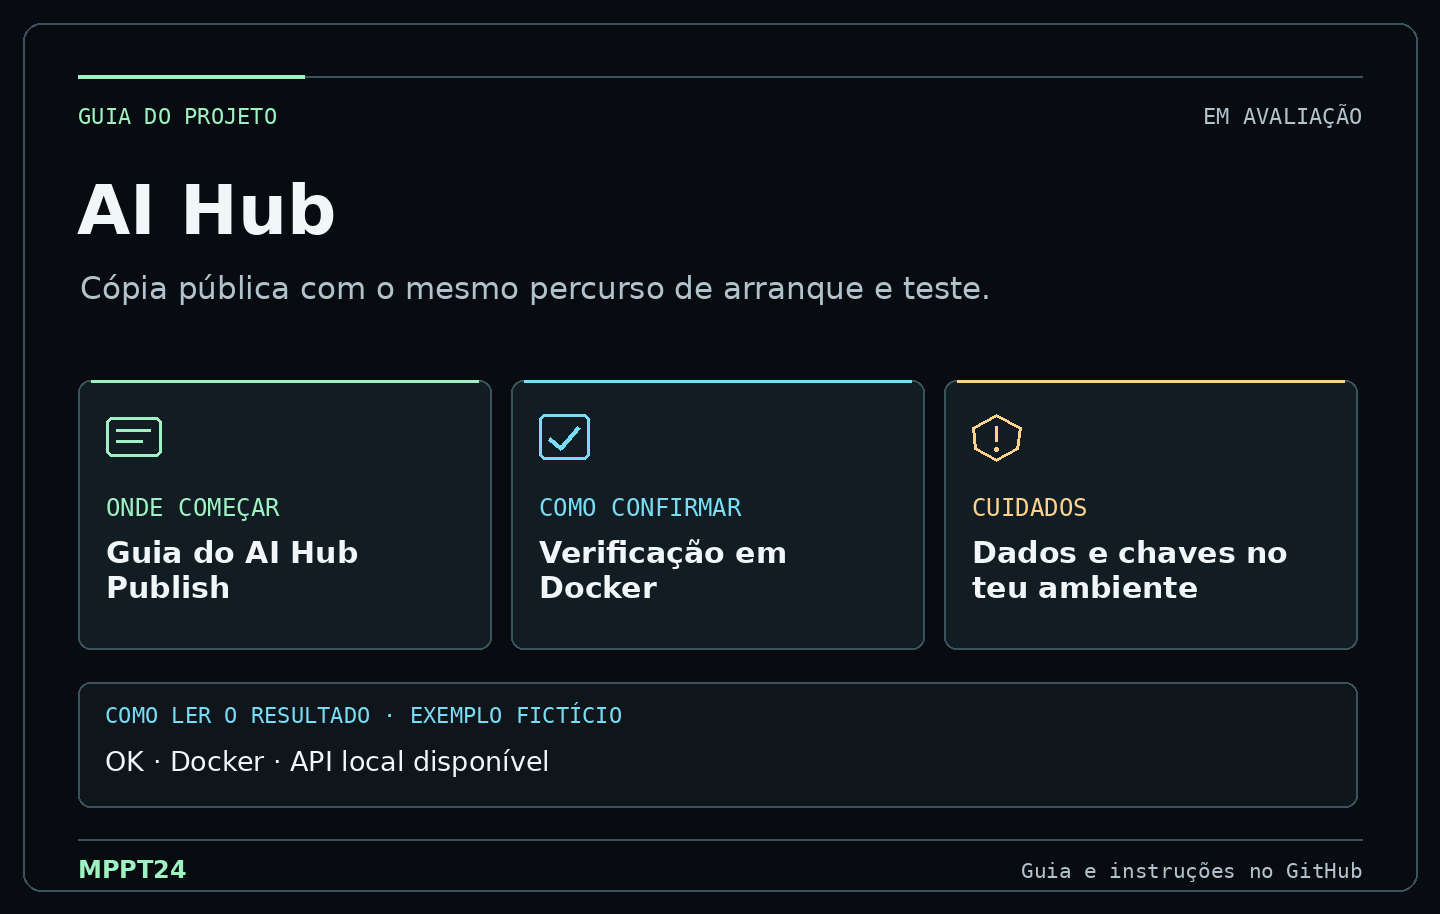 GUIA DO PROJETO
EM AVALIAÇÃO
AI Hub
Cópia pública com o mesmo percurso de arranque e teste.
ONDE COMEÇAR
Guia do AI Hub
Publish
COMO CONFIRMAR
Verificação em
Docker
CUIDADOS
Dados e chaves no
teu ambiente
COMO LER O RESULTADO · EXEMPLO FICTÍCIO
OK · Docker · API local disponível
MPPT24
Guia e instruções no GitHub